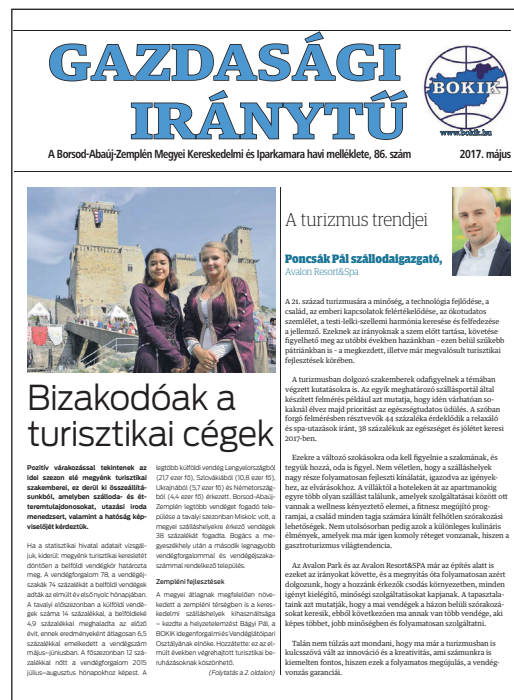 GAZDASÁGI
IRÁNYTŰ
BOKIK
www.bokik.hu
A Borsod-Abaúj-Zemplén Megyei Kereskedelmi és Iparkamara havi melléklete, 86. szám
2017. május
Bizakodóak a
turisztikai cégek
Pozitív várakozással tekintenek az
idei szezon elé megyénk turisztikai
szakemberei, ez derül ki összeállítá-
sunkból, amelyben szálloda- és ét-
teremtulajdonosokat, utazási iroda
menedzsert, valamint a hatóság kép-
viselőjét kérdeztük.
Ha a statisztikai hivatal adatait vizsgál-
juk, kiderül: megyénk turisztikai keresletét
döntően a belföldi vendégkör határozta
meg. A vendégforgalom 78, a vendégéj-
szakák 74 százalékát a belföldi vendégek
adták az elmúlt év első nyolc hónapjában.
A tavalyi előszezonban a külföldi vendé-
gek száma 14 százalékkal, a belföldieké
4,9 százalékkal meghaladta az előző
évit, ennek eredményeként átlagosan 6,5
százalékkal emelkedett a vendégszám
május–júniusban. A főszezonban 12 szá-
zalékkal nőtt a vendégforgalom 2015
július–augusztus hónapokhoz képest. A
legtöbb külföldi vendég Lengyelországból
(21,7 ezer fő), Szlovákiából (10,8 ezer fő),
Ukrajnából (5,7 ezer fő) és Németország-
ból (4,4 ezer fő) érkezett. Borsod-Abaúj-
Zemplén legtöbb vendéget fogadó tele-
pülése a tavalyi szezonban Miskolc volt, a
megyei szálláshelyekre érkező vendégek
38 százalékát fogadta. Bogács a me-
gyeszékhely után a második legnagyobb
vendégforgalommal és vendégéjszaka-
számmal rendelkező település.
Zempléni fejlesztések
A megyei átlagnak megfelelően növe-
kedett a zempléni térségben is a keres-
kedelmi szálláshelyek kihasználtsága
– kezdte a helyzetelemzést Bágyi Pál, a
BOKIK Idegenforgalmi és Vendéglátóipari
Osztályának elnöke. Hozzátette: ez az el-
múlt években végrehajtott turisztikai be-
ruházásoknak köszönhető.
(Folytatás a 2. oldalon)
A turizmus trendjei
Poncsák Pál szállodaigazgató,
Avalon Resort&Spa
A 21. század turizmusára a minőség, a technológia fejlődése, a
család, az emberi kapcsolatok felértékelődése, az ökotudatos
szemlélet, a testi-lelki-szellemi harmónia keresése és felfedezése
a jellemző. Ezeknek az irányoknak a szem előtt tartása, követése
figyelhető meg az utóbbi években hazánkban – ezen belül szűkebb
pátriánkban is – a megkezdett, illetve már megvalósult turisztikai
fejlesztések körében.
A turizmusban dolgozó szakemberek odafigyelnek a témában
végzett kutatásokra is. Az egyik meghatározó szállásportál által
készített felmérés például azt mutatja, hogy idén várhatóan so-
kaknál élvez majd prioritást az egészségtudatos üdülés. A szóban
forgó felmérésben résztvevők 44 százaléka érdeklődik a relaxáló
és spa-utazások iránt, 38 százalékuk az egészséget és jólétet keresi
2017-ben.
Ezekre a változó szokásokra oda kell figyelnie a szakmának, és
tegyük hozzá, oda is figyel. Nem véletlen, hogy a szálláshelyek
nagy része folyamatosan fejleszti kínálatát, igazodva az igények-
hez, az elvárásokhoz. A villáktól a hoteleken át az apartmanokig
egyre több olyan szállást találunk, amelyek szolgáltatásai között ott
vannak a wellness kényeztető elemei, a fitnesz megújító prog-
ramjai, a család minden tagja számára kínált felhőtlen szórakozási
lehetőségek. Nem utolsósorban pedig azok a különleges kulináris
élmények, amelyek ma már igen komoly réteget vonzanak, hiszen a
gasztroturizmus világtendencia.
Az Avalon Park és az Avalon Resort&SPA már az építés alatt is
ezeket az irányokat követte, és a megnyitás óta folyamatosan azért
dolgozunk, hogy a hozzánk érkezők csodás környezetben, minden
igényt kielégítő, minőségi szolgáltatásokat kapjanak. A tapasztala-
taink azt mutatják, hogy a mai vendégek a házon belüli szórakozá-
sokat keresik, ebből következően ma annak van több vendége, aki
képes többet, jobb minőségben és folyamatosan szolgáltatni.
Talán nem túlzás azt mondani, hogy ma már a turizmusban is
kulcsszóvá vált az innováció és a kreativitás, ami számunkra is
kiemelten fontos, hiszen ezek a folyamatos megújulás, a vendég-
vonzás garanciái.